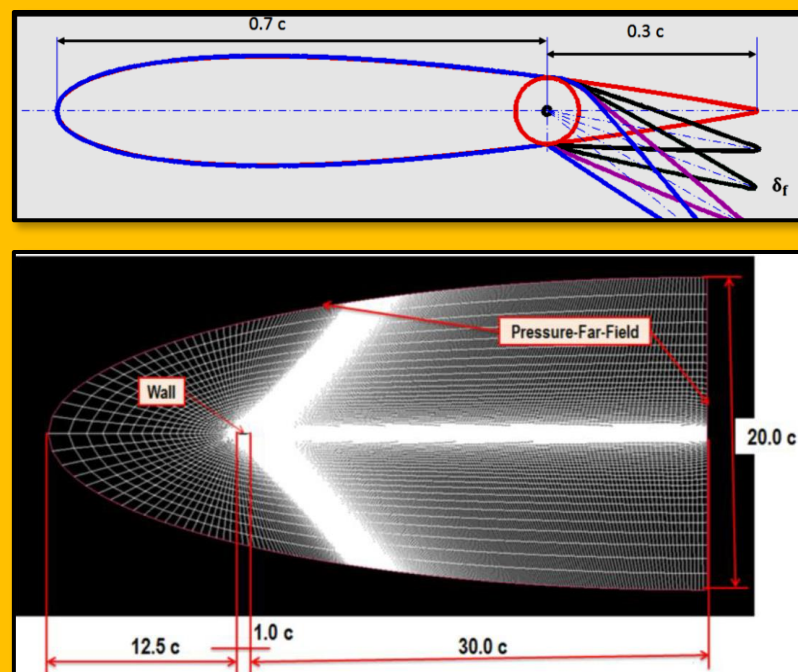 0.7 c
0.3 c
δf
Pressure-Far-Field
Wall
20.0 c
1.0 c
12.5 c
30.0 c